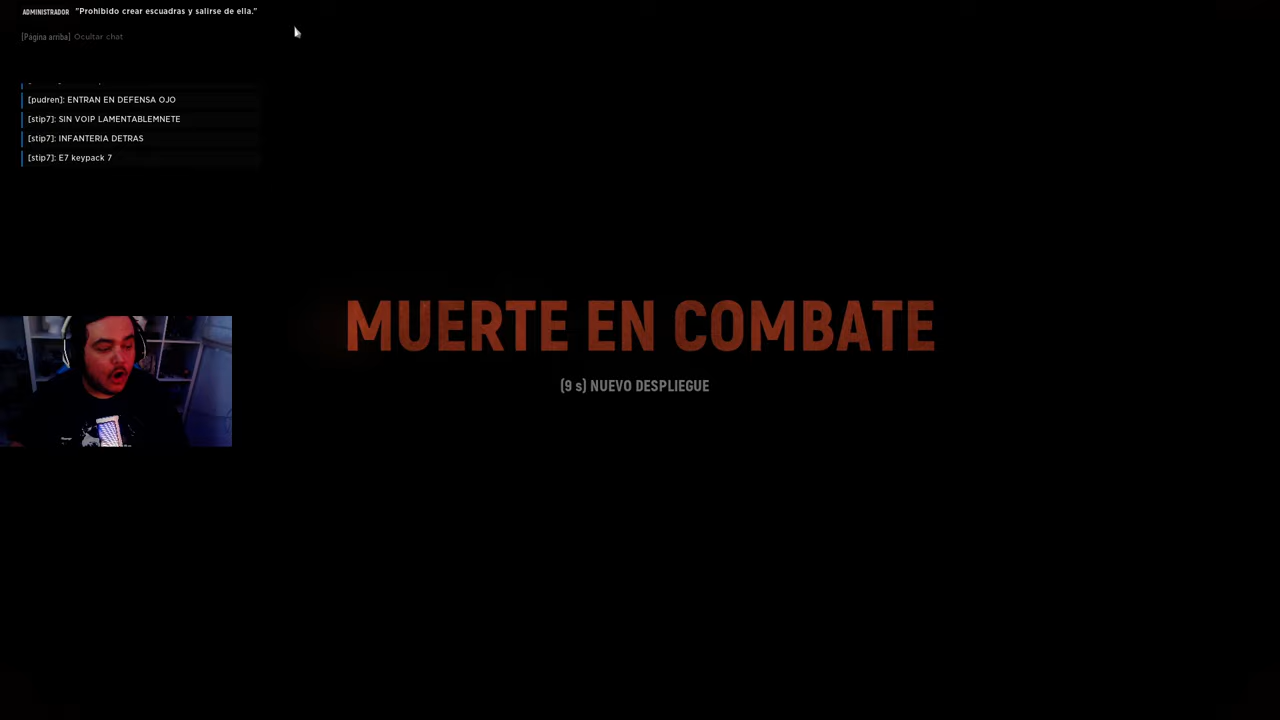 ADMINISTRADOR "Prohibido crear escuadras y salirse de ella."
[Página arriba] Ocultar chat
[pudren]: ENTRAN EN DEFENSA OJO
[stip7]: SIN VOIP LAMENTABLEMNETE
[stip7]: INFANTERIA DETRAS
[stip7]: E7 keypack 7
MUERTE EN COMBATE
(9 s) NUEVO DESPLIEGUE